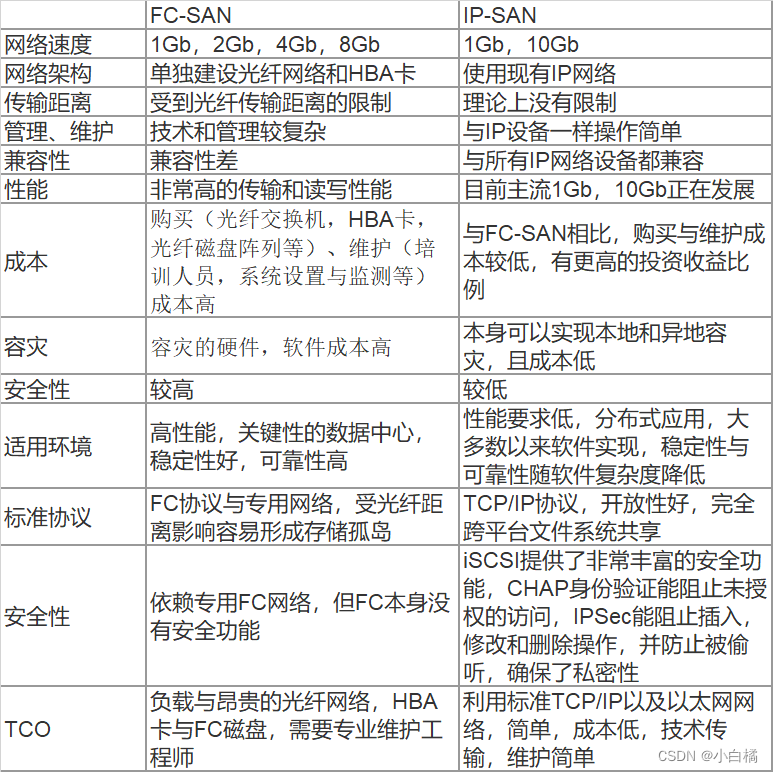 FC-SAN IP-SAN
网络速度 1Gb，2Gb，4Gb，8Gb 1Gb，10Gb
网络架构 单独建设光纤网络和HBA卡 使用现有IP网络
传输距离 受到光纤传输距离的限制 理论上没有限制
管理、维护 技术和管理较复杂 与IP设备一样操作简单
兼容性 兼容性差 与所有IP网络设备都兼容
性能 非常高的传输和读写性能 目前主流1Gb，10Gb正在发展
成本
购买（光纤交换机，HBA卡，
光纤磁盘阵列等）、维护（培
训人员，系统设置与监测等）
成本高
与FC-SAN相比，购买与维护成
本较低，有更高的投资收益比
例
容灾
容灾的硬件，软件成本高
本身可以实现本地和异地容
灾，且成本低
安全性 较高 较低
适用环境
高性能，关键性的数据中心，
稳定性好，可靠性高
性能要求低，分布式应用，大
多数以来软件实现，稳定性与
可靠性随软件复杂度降低
标准协议
FC协议与专用网络，受光纤距
离影响容易形成存储孤岛
TCP/IP协议，开放性好，完全
跨平台文件系统共享
安全性
依赖专用FC网络，但FC本身没
有安全功能
iSCSI提供了非常丰富的安全功
能，CHAP身份验证能阻止未授
权的访问，IPSec能阻止插入，
修改和删除操作，并防止被偷
听，确保了私密性
TCO
负载与昂贵的光纤网络，HBA
卡与FC磁盘，需要专业维护工
程师
利用标准TCP/IP以及以太网网
络，简单，成本低，技术传
输，维护简单
CSDN @小白橘